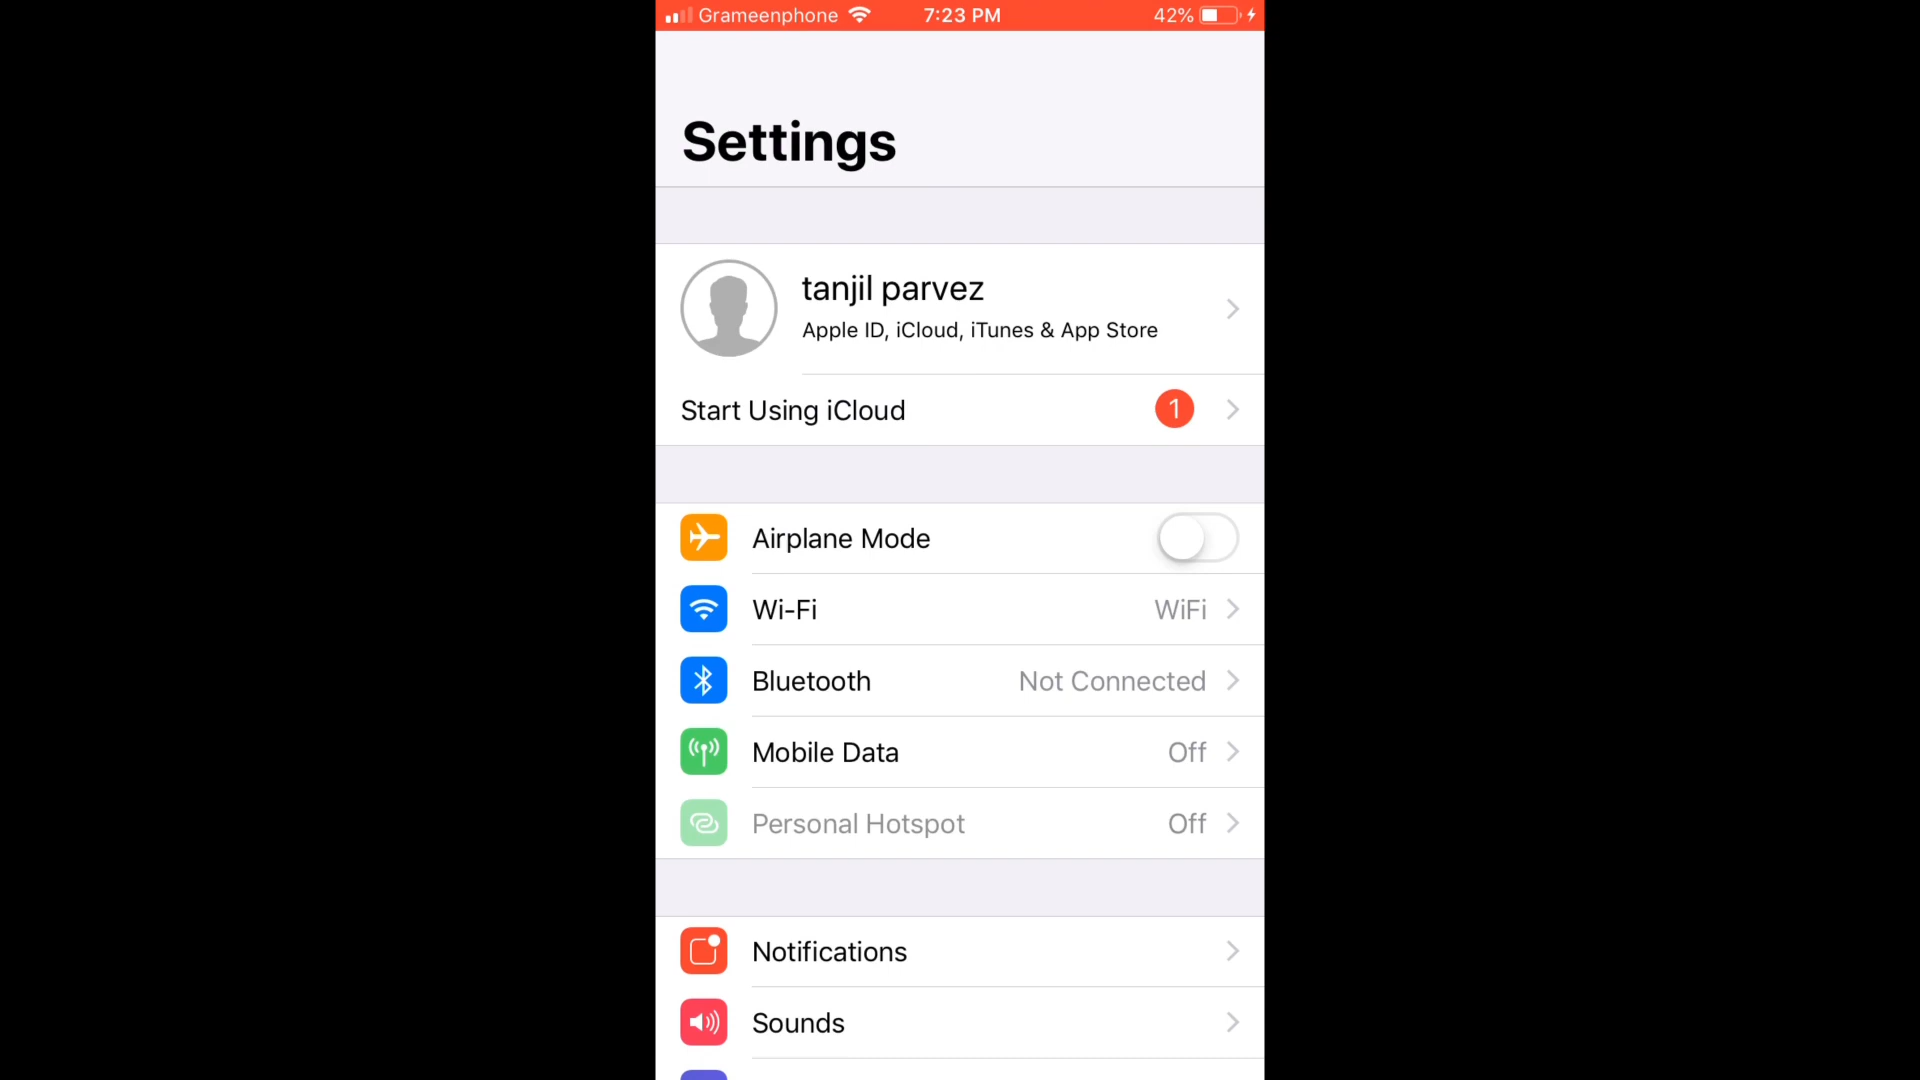 Grameenphone 7:23 PM 42%
Settings
tanjil parvez
Apple ID, iCloud, iTunes & App Store
Start Using iCloud 1
Airplane Mode
Wi-Fi WiFi
Bluetooth Not Connected
Mobile Data Off
Personal Hotspot Off
Notifications
Sounds